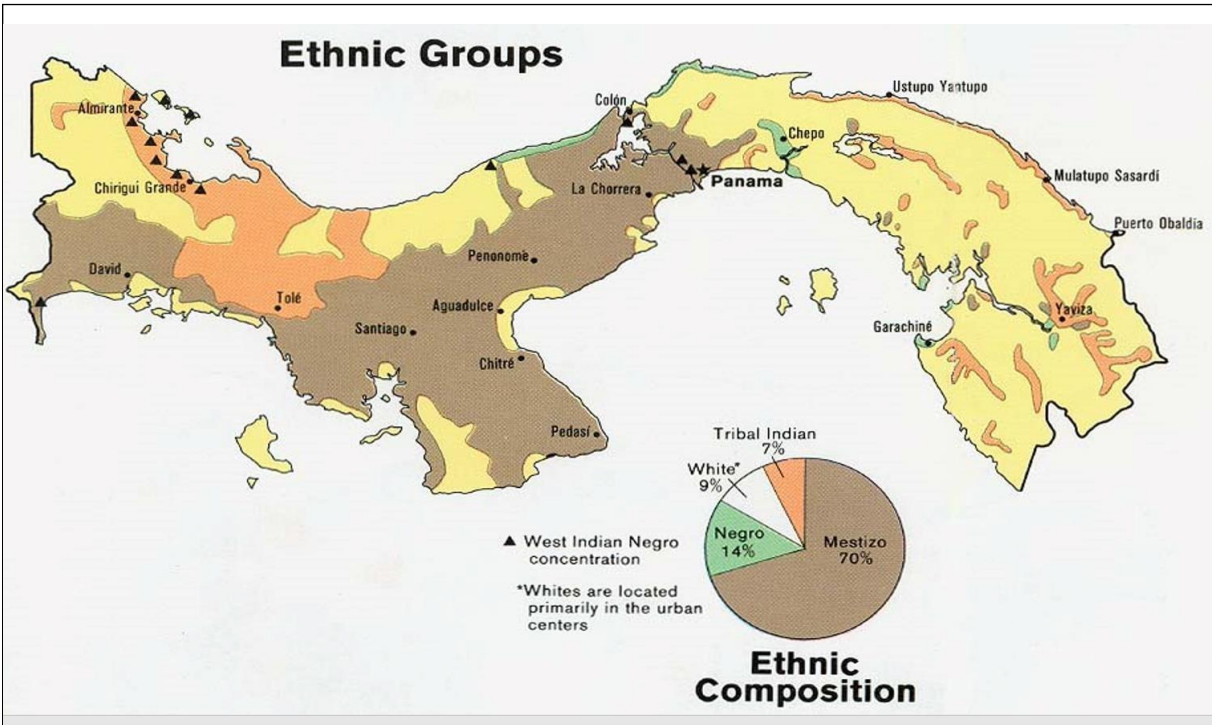 Ethnic Groups
Almirante
Chirigui Grande
David
Tolé
Santiago
Penonomè
Aguadulce
Chitré
Pedasí
Colón
La Chorrera
Panama
Chepo
Ustupo Yantupo
Mulatupo Sasardí
Puerto Obaldía
Yaviza
Garachiné
Tribal Indian
7%
White*
9%
Negro
14%
Mestizo
70%
▲ West Indian Negro
concentration
*Whites are located
primarily in the urban
centers
Ethnic
Composition